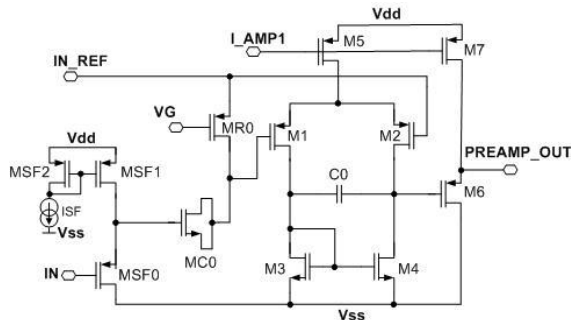 Vdd
I_AMP1
M5
M7
IN_REF
VG
MR0
M1
M2
Vdd
PREAMP_OUT
MSF2
MSF1
C0
M6
ISF
Vss
MC0
IN
MSF0
M3
M4
Vss